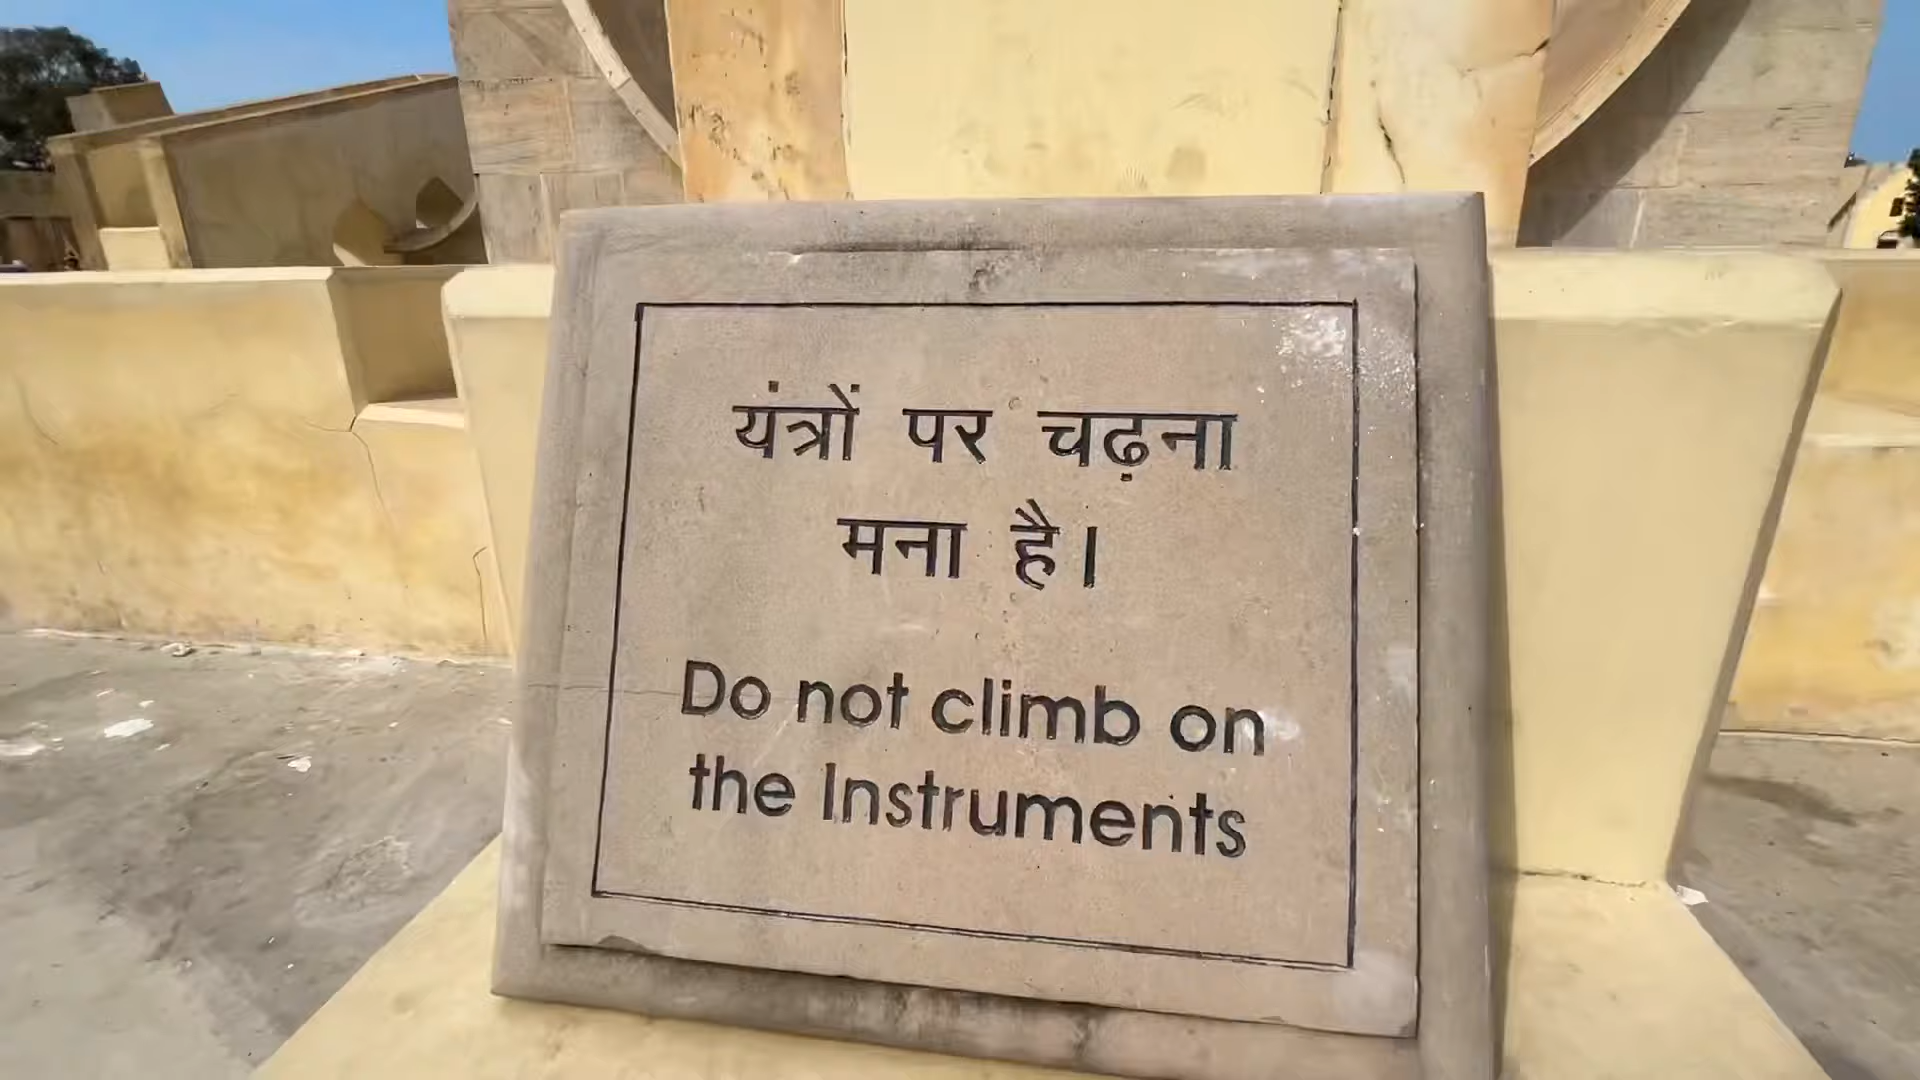 यंत्रों पर चढ़ना
मना है।
Do not climb on
the Instruments